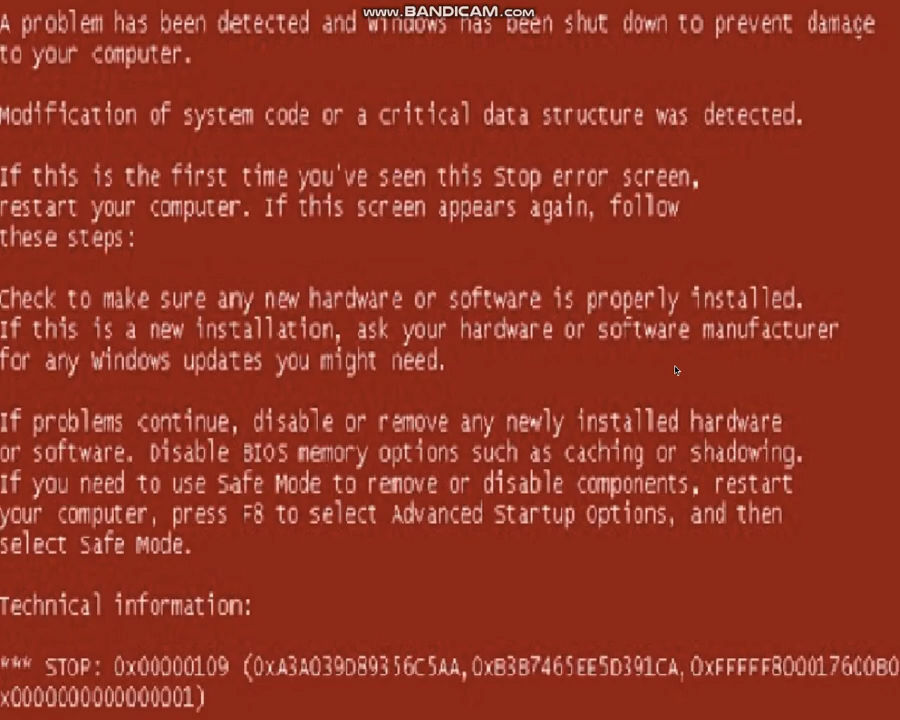 www.BANDICAM.com
A problem has been detected and Windows has been shut down to prevent damage
to your computer.
Modification of system code or a critical data structure was detected.
If this is the first time you've seen this Stop error screen,
restart your computer. If this screen appears again, follow
these steps:
Check to make sure any new hardware or software is properly installed.
If this is a new installation, ask your hardware or software manufacturer
for any Windows updates you might need.
If problems continue, disable or remove any newly installed hardware
or software. Disable BIOS memory options such as caching or shadowing.
If you need to use Safe Mode to remove or disable components, restart
your computer, press F8 to select Advanced Startup Options, and then
select Safe Mode.
Technical information:
*** STOP: 0x00000109 (0xA3A039D89356C5AA,0xB3B7465EE5D391CA,0xFFFFF800017600B0
x0000000000000001)